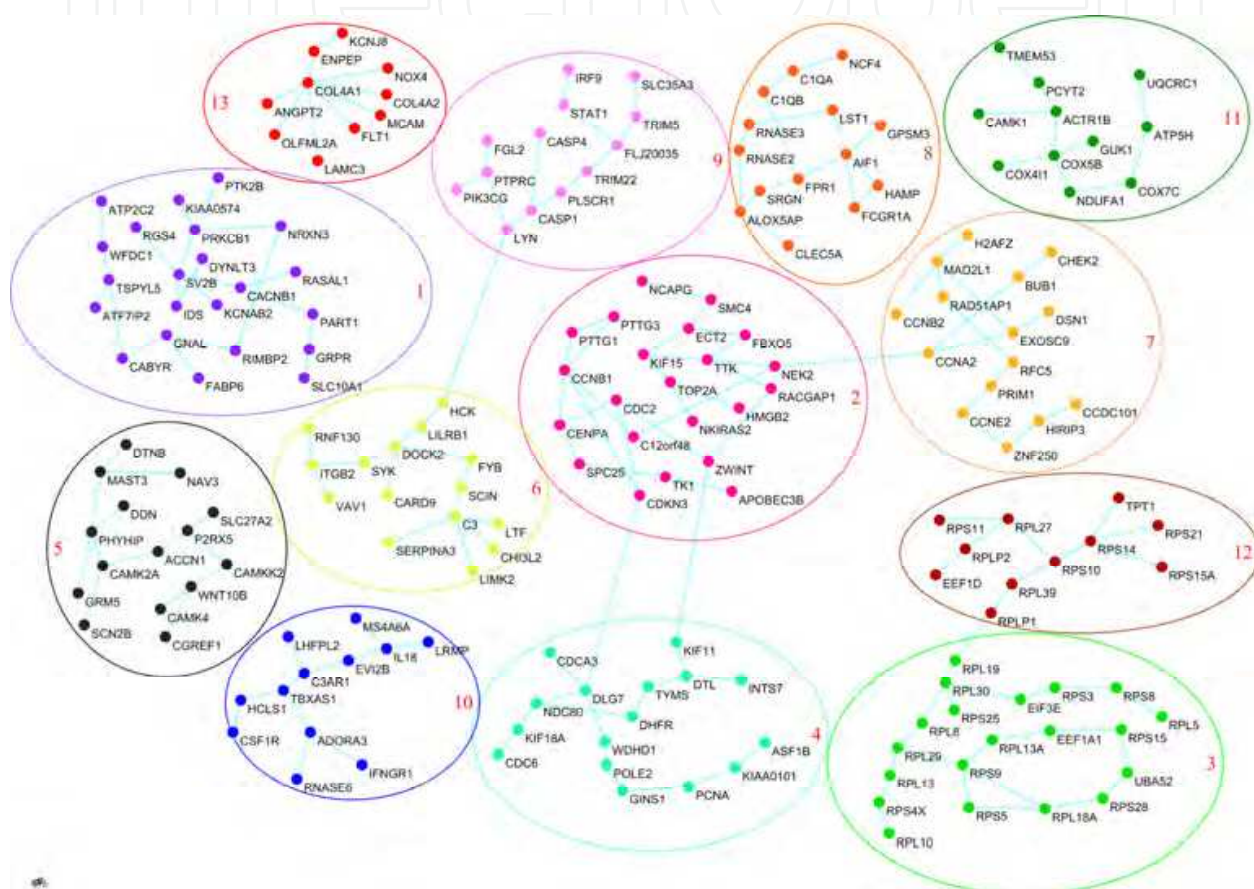 KCNJ8
ENPEP
NOX4
COL4A1
COL4A2
ANGPT2
MCAM
FLT1
OLFML2A
LAMC3
13
IRF9
SLC35A3
STAT1
TRIM5
CASP4
FGL2
FLJ20035
PTPRC
TRIM22
PIK3CG
PLSCR1
CASP1
LYN
9
NCF4
C1QA
C1QB
LST1
RNASE3
GPSM3
RNASE2
AIF1
FPR1
HAMP
SRGN
FCGR1A
ALOX5AP
CLEC5A
8
TMEM53
UQCRC1
PCYT2
CAMK1
ACTR1B
ATP5H
GUK1
COX5B
COX4I1
COX7C
NDUFA1
11
PTK2B
ATP2C2
KIAA0574
RGS4
PRKCB1
NRXN3
WFDC1
DYNLT3
SV2B
RASAL1
TSPYL5
CACNB1
IDS
KCNAB2
ATF7IP2
PART1
GNAL
RIMBP2
GRPR
CABYR
FABP6
SLC10A1
1
NCAPG
SMC4
PTTG3
PTTG1
ECT2
FBXO5
KIF15
TTK
NEK2
CCNB1
TOP2A
RACGAP1
CDC2
HMGB2
NKIRAS2
CENPA
C12orf48
SPC25
ZWINT
TK1
APOBEC3B
CDKN3
2
H2AFZ
CHEK2
MAD2L1
BUB1
RAD51AP1
CCNB2
DSN1
EXOSC9
CCNA2
RFC5
PRIM1
CCDC101
CCNE2
HIRIP3
ZNF250
7
HCK
RNF130
LILRB1
DOCK2
FYB
ITGB2
SYK
VAV1
CARD9
SCIN
C3
LTF
SERPINA3
CHI3L2
LIMK2
6
DTNB
MAST3
NAV3
DDN
SLC27A2
PHYHIP
P2RX5
ACCN1
CAMK2A
CAMKK2
WNT10B
GRM5
CAMK4
SCN2B
CGREF1
5
TPT1
RPS11
RPL27
RPS21
RPLP2
RPS14
EEF1D
RPS10
RPS15A
RPL39
RPLP1
12
MS4A6A
LHFPL2
IL18
LRMP
EVI2B
C3AR1
TBXAS1
HCLS1
CSF1R
ADORA3
IFNGR1
RNASE6
10
KIF11
CDCA3
DTL
INTS7
DLG7
TYMS
NDC80
DHFR
KIF18A
WDHD1
CDC6
ASF1B
POLE2
KIAA0101
GINS1
PCNA
4
RPL19
RPL30
RPS3
RPS8
EIF3E
RPS25
RPL5
RPL6
EEF1A1
RPS15
RPL13A
RPL29
RPS9
RPL13
UBA52
RPS4X
RPS28
RPS5
RPL18A
RPL10
3